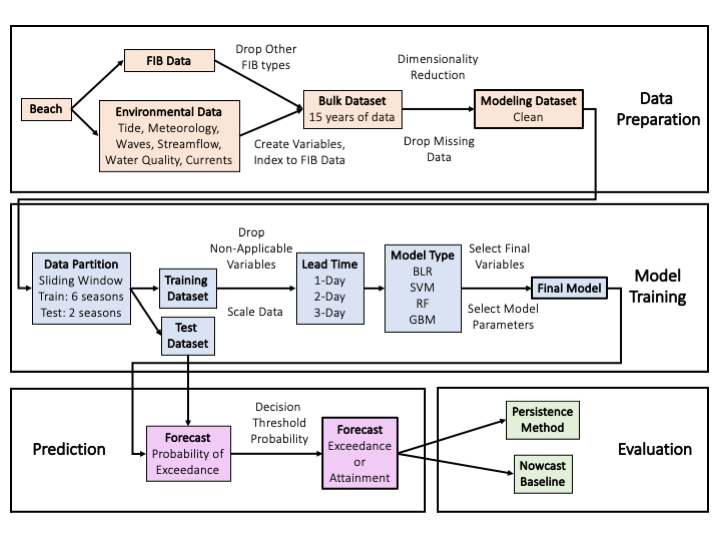 Beach
FIB Data
Drop Other
FIB types
Environmental Data
Tide, Meteorology,
Waves, Streamflow,
Water Quality, Currents
Create Variables,
Index to FIB Data
Bulk Dataset
15 years of data
Dimensionality
Reduction
Drop Missing
Data
Modeling Dataset
Clean
Data
Preparation
Data Partition
Sliding Window
Train: 6 seasons
Test: 2 seasons
Training
Dataset
Test
Dataset
Drop
Non-Applicable
Variables
Scale Data
Lead Time
1-Day
2-Day
3-Day
Model Type
BLR
SVM
RF
GBM
Select Final
Variables
Select Model
Parameters
Final Model
Model
Training
Prediction
Forecast
Probability of
Exceedance
Decision
Threshold
Probability
Forecast
Exceedance
or
Attainment
Persistence
Method
Nowcast
Baseline
Evaluation